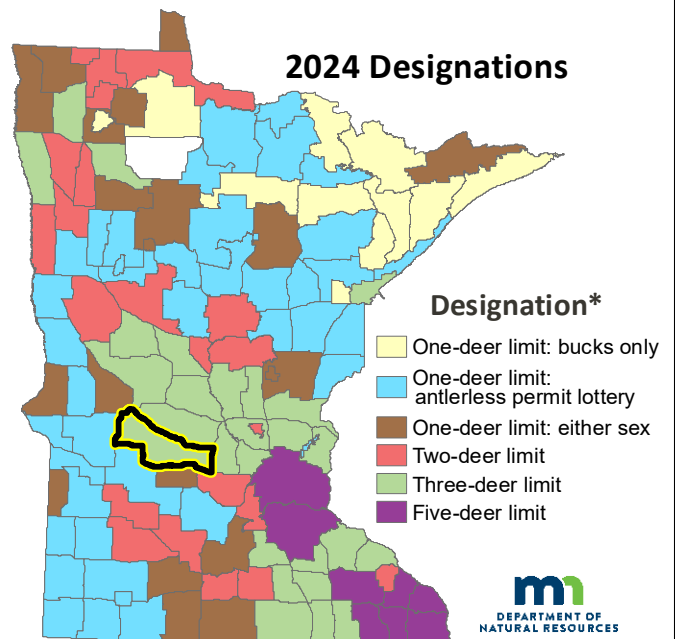 2024 Designations
Designation*
One-deer limit: bucks only
One-deer limit:
antlerless permit lottery
One-deer limit: either sex
Two-deer limit
Three-deer limit
Five-deer limit
mn
DEPARTMENT OF
NATURAL RESOURCES